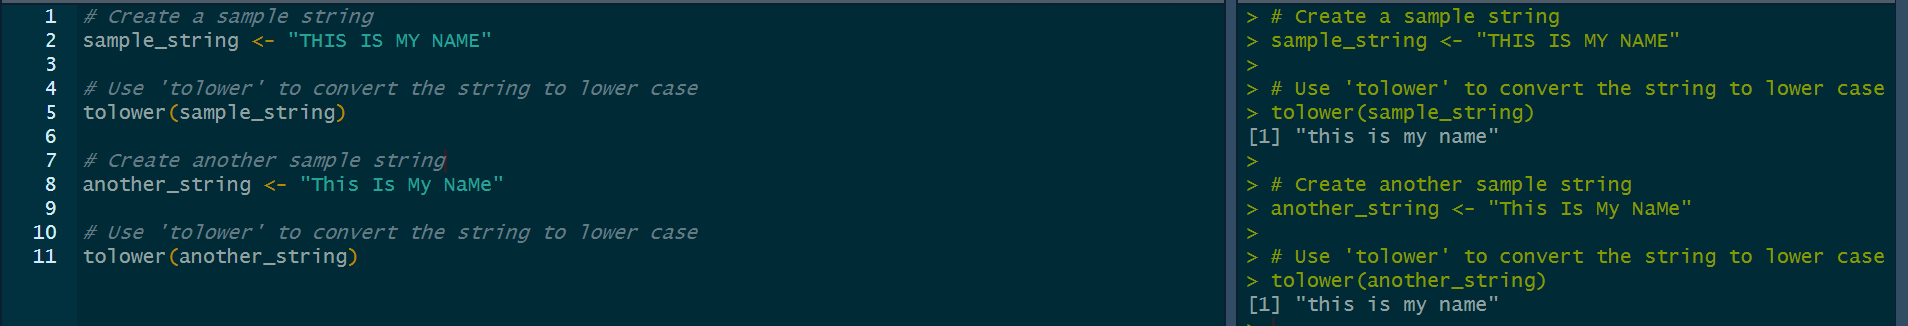 1 # Create a sample string
2 sample_string <- "THIS IS MY NAME"
3
4 # Use 'tolower' to convert the string to lower case
5 tolower(sample_string)
6
7 # Create another sample string
8 another_string <- "This Is My NaMe"
9
10 # Use 'tolower' to convert the string to lower case
11 tolower(another_string)
> # Create a sample string
> sample_string <- "THIS IS MY NAME"
>
> # Use 'tolower' to convert the string to lower case
> tolower(sample_string)
[1] "this is my name"
>
> # Create another sample string
> another_string <- "This Is My NaMe"
>
> # Use 'tolower' to convert the string to lower case
> tolower(another_string)
[1] "this is my name"
>